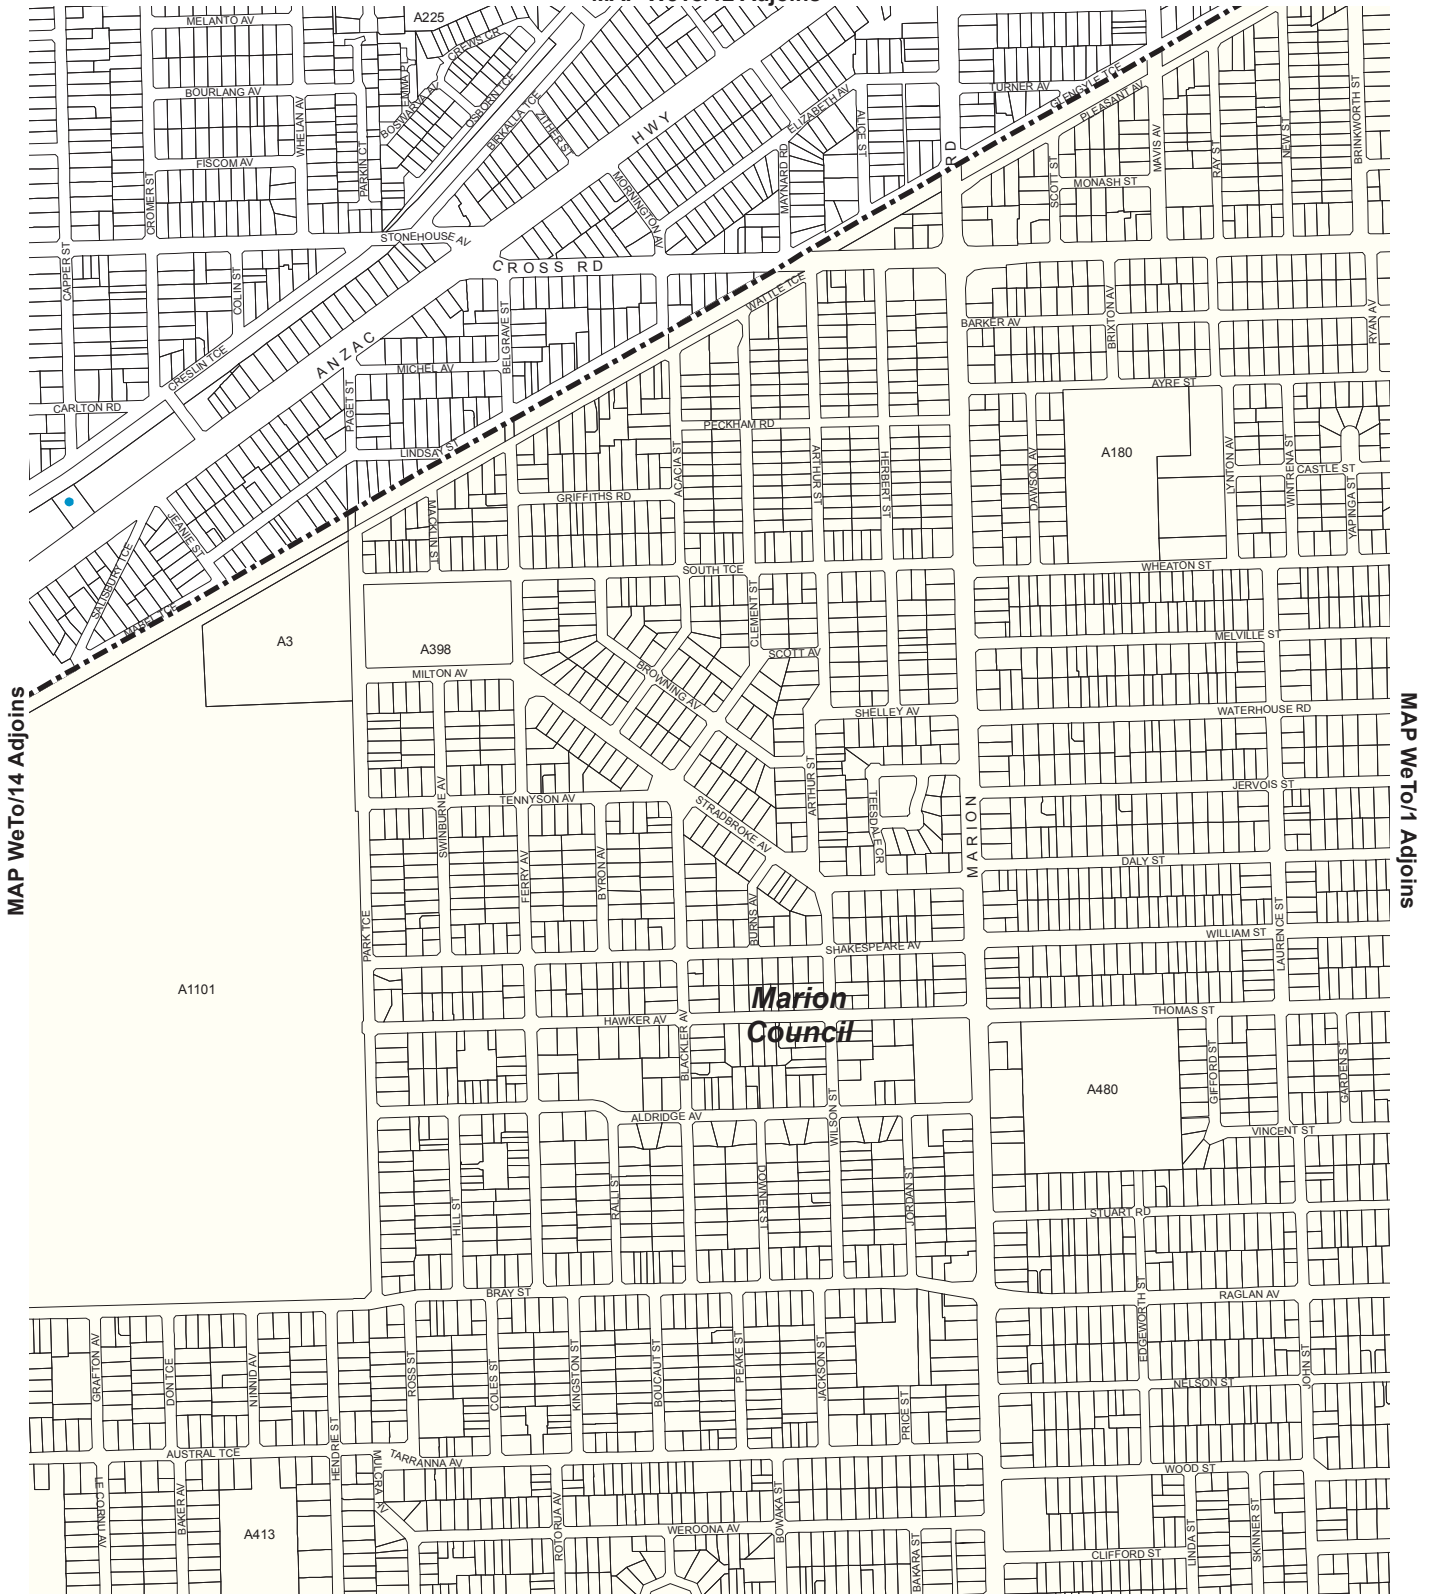 A225
MELANTO AV
CREWS CR
EMMA PL
BOURLANG AV
WHELAN AV
BOSWARVA AV
OSBORN TCE
BIRKALLA TCE
ZITHER ST
HWY
ELIZABETH AV
ALICE ST
TURNER AV
GLENGYLE TCE
PLEASANT AV
MAVIS AV
RAY ST
NEW ST
BRINKWORTH ST
FISCOM AV
PARKIN CT
CROMER ST
MORNINGTON AV
MAYNARD RD
RD
SCOTT ST
MONASH ST
STONEHOUSE AV
CAPPER ST
COLIN ST
CROSS RD
WATTLE TCE
BARKER AV
BRIXTON AV
RYAN AV
BELGRAVE ST
ANZAC
CRESLIN TCE
MICHEL AV
PAGET ST
CARLTON RD
AYRE ST
PECKHAM RD
LINDSAY ST
A180
ACACIA ST
ARTHUR ST
HERBERT ST
DAWSON AV
LYNTON AV
WINTRENA ST
CASTLE ST
YAPINGA ST
GRIFFITHS RD
MACKLIN ST
JEANIE ST
SALISBURY TCE
MABEL TCE
SOUTH TCE
WHEATON ST
CLEMENT ST
A3
A398
MELVILLE ST
SCOTT AV
MILTON AV
BROWNING AV
SHELLEY AV
WATERHOUSE RD
MAP WeTo/14 Adjoins
MAP WeTo/1 Adjoins
ARTHUR ST
JERVOIS ST
TENNYSON AV
SWINBURNE AV
STRADBROKE AV
TEESDALE CR
MARION
DALY ST
FERRY AV
BYRON AV
BURNS AV
PARK TCE
LAURENCE ST
WILLIAM ST
SHAKESPEARE AV
A1101
Marion
Council
THOMAS ST
HAWKER AV
BLACKLER AV
GIFFORD ST
GARDEN ST
A480
WILSON ST
ALDRIDGE AV
VINCENT ST
HILL ST
RALLI ST
DOWNER ST
JORDAN ST
STUART RD
BRAY ST
RAGLAN AV
EDGEWORTH ST
GRAFTON AV
DON TCE
NINNID AV
ROSS ST
COLES ST
KINGSTON ST
BOUCAUT ST
PEAKE ST
JACKSON ST
PRICE ST
JOHN ST
NELSON ST
AUSTRAL TCE
HENDRIE ST
TARRANNA AV
WOOD ST
LE CORNU AV
BAKER AV
A413
ROTORUA AV
WEROONA AV
BOWAKA ST
BAKARA ST
CLIFFORD ST
LINDA ST
SKINNER ST